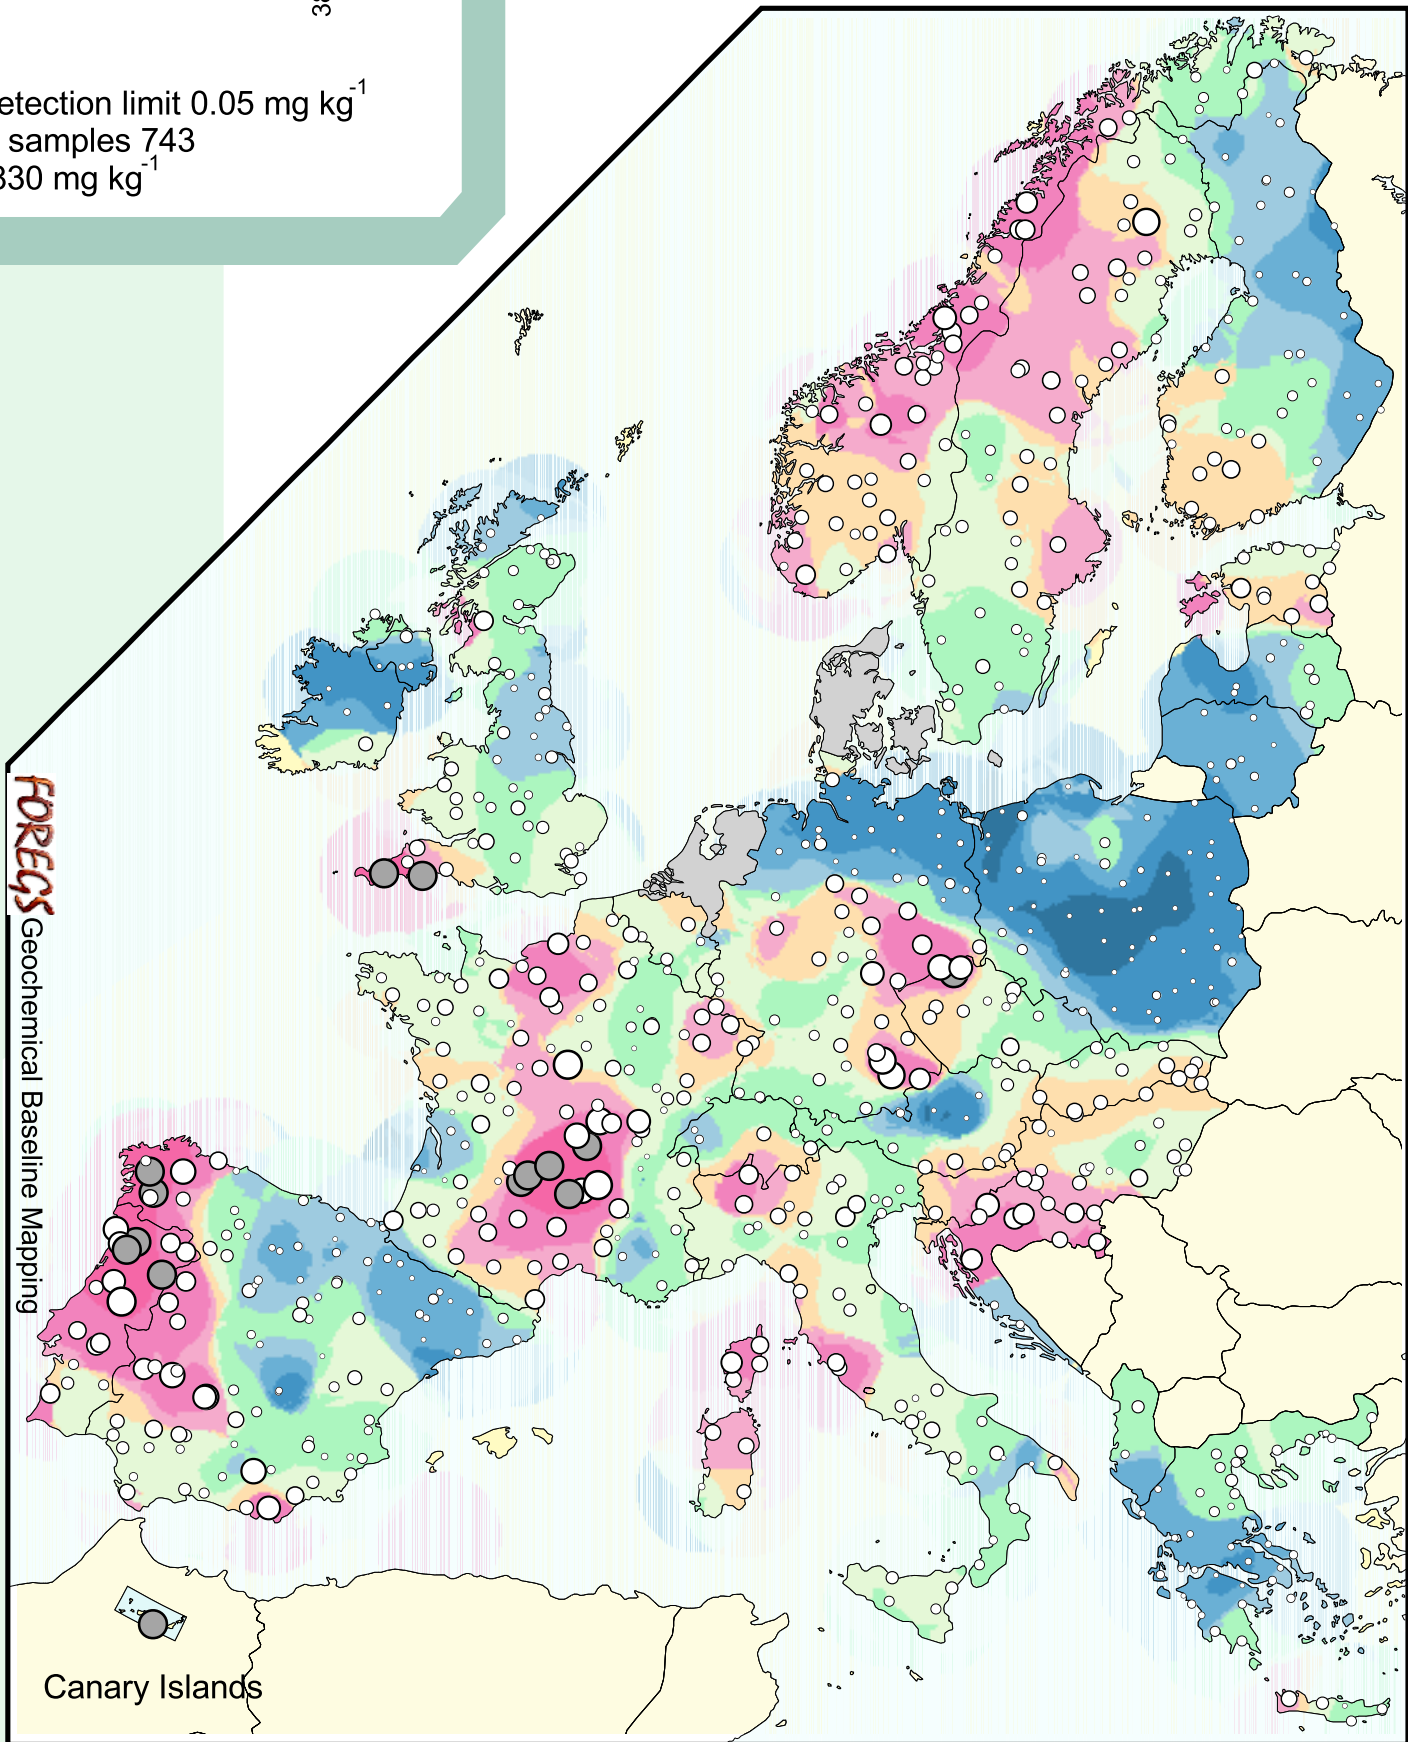 38
etection limit 0.05 mg kg-1
samples 743
330 mg kg-1
FOREGS Geochemical Baseline Mapping
Canary Islands